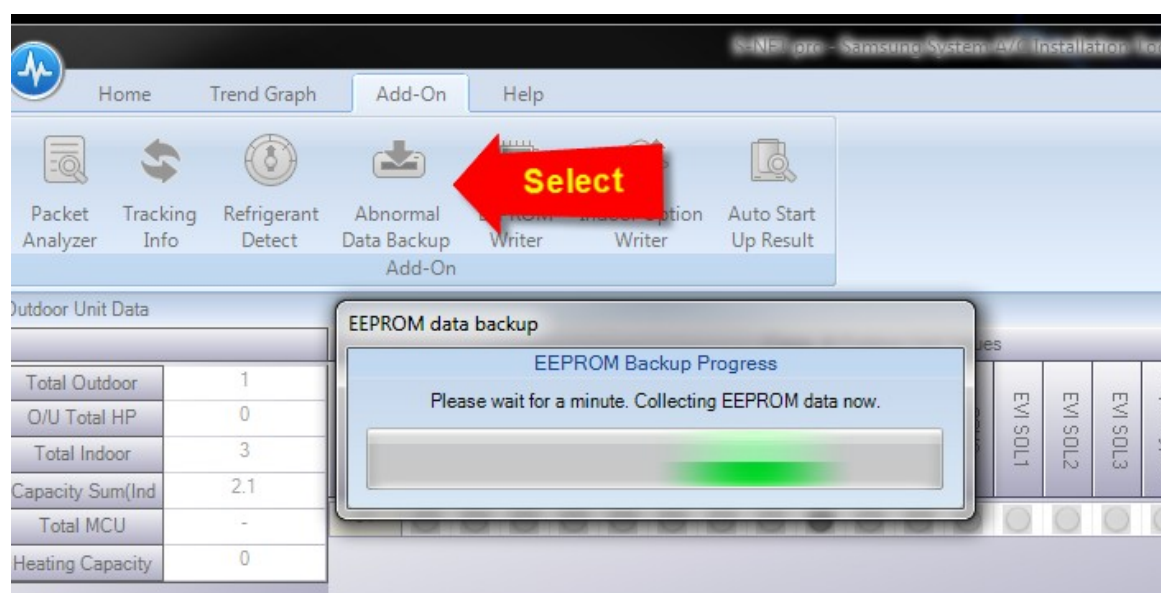 S-NET pro - Samsung System A/C Installation
Home Trend Graph Add-On Help
Select
Packet Analyzer
Tracking Info
Refrigerant Detect
Abnormal Data Backup
Writer
Option Writer
Auto Start Up Result
Add-On
Outdoor Unit Data
EEPROM data backup
EEPROM Backup Progress
Please wait for a minute. Collecting EEPROM data now.
Total Outdoor 1
O/U Total HP 0
Total Indoor 3
Capacity Sum(Ind 2.1
Total MCU -
Heating Capacity 0
EVI SOL1
EVI SOL2
EVI SOL3